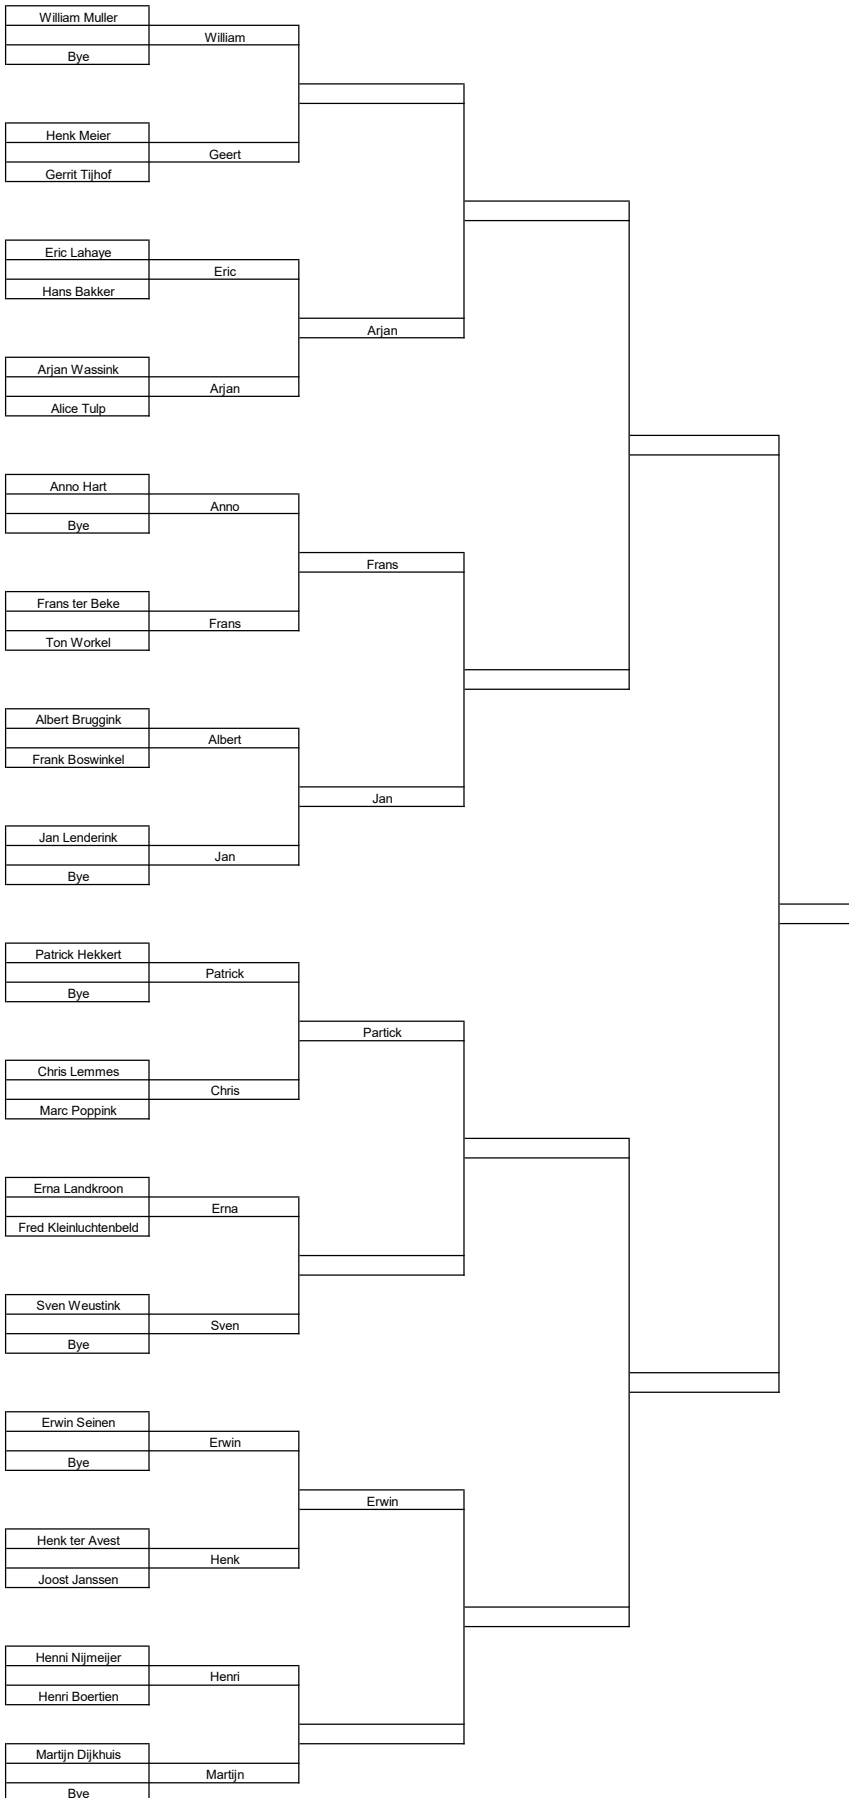 William Muller
William
Bye
Henk Meier
Geert
Gerrit Tijhof
Eric Lahaye
Eric
Hans Bakker
Arjan
Arjan Wassink
Arjan
Alice Tulp
Anno Hart
Anno
Bye
Frans
Frans ter Beke
Frans
Ton Workel
Albert Bruggink
Albert
Frank Boswinkel
Jan
Jan Lenderink
Jan
Bye
Patrick Hekkert
Patrick
Bye
Partick
Chris Lemmes
Chris
Marc Poppink
Erna Landkroon
Erna
Fred Kleinluchtenbeld
Sven Weustink
Sven
Bye
Erwin Seinen
Erwin
Bye
Erwin
Henk ter Avest
Henk
Joost Janssen
Henni Nijmeijer
Henri
Henri Boertien
Martijn Dijkhuis
Martijn
Bye